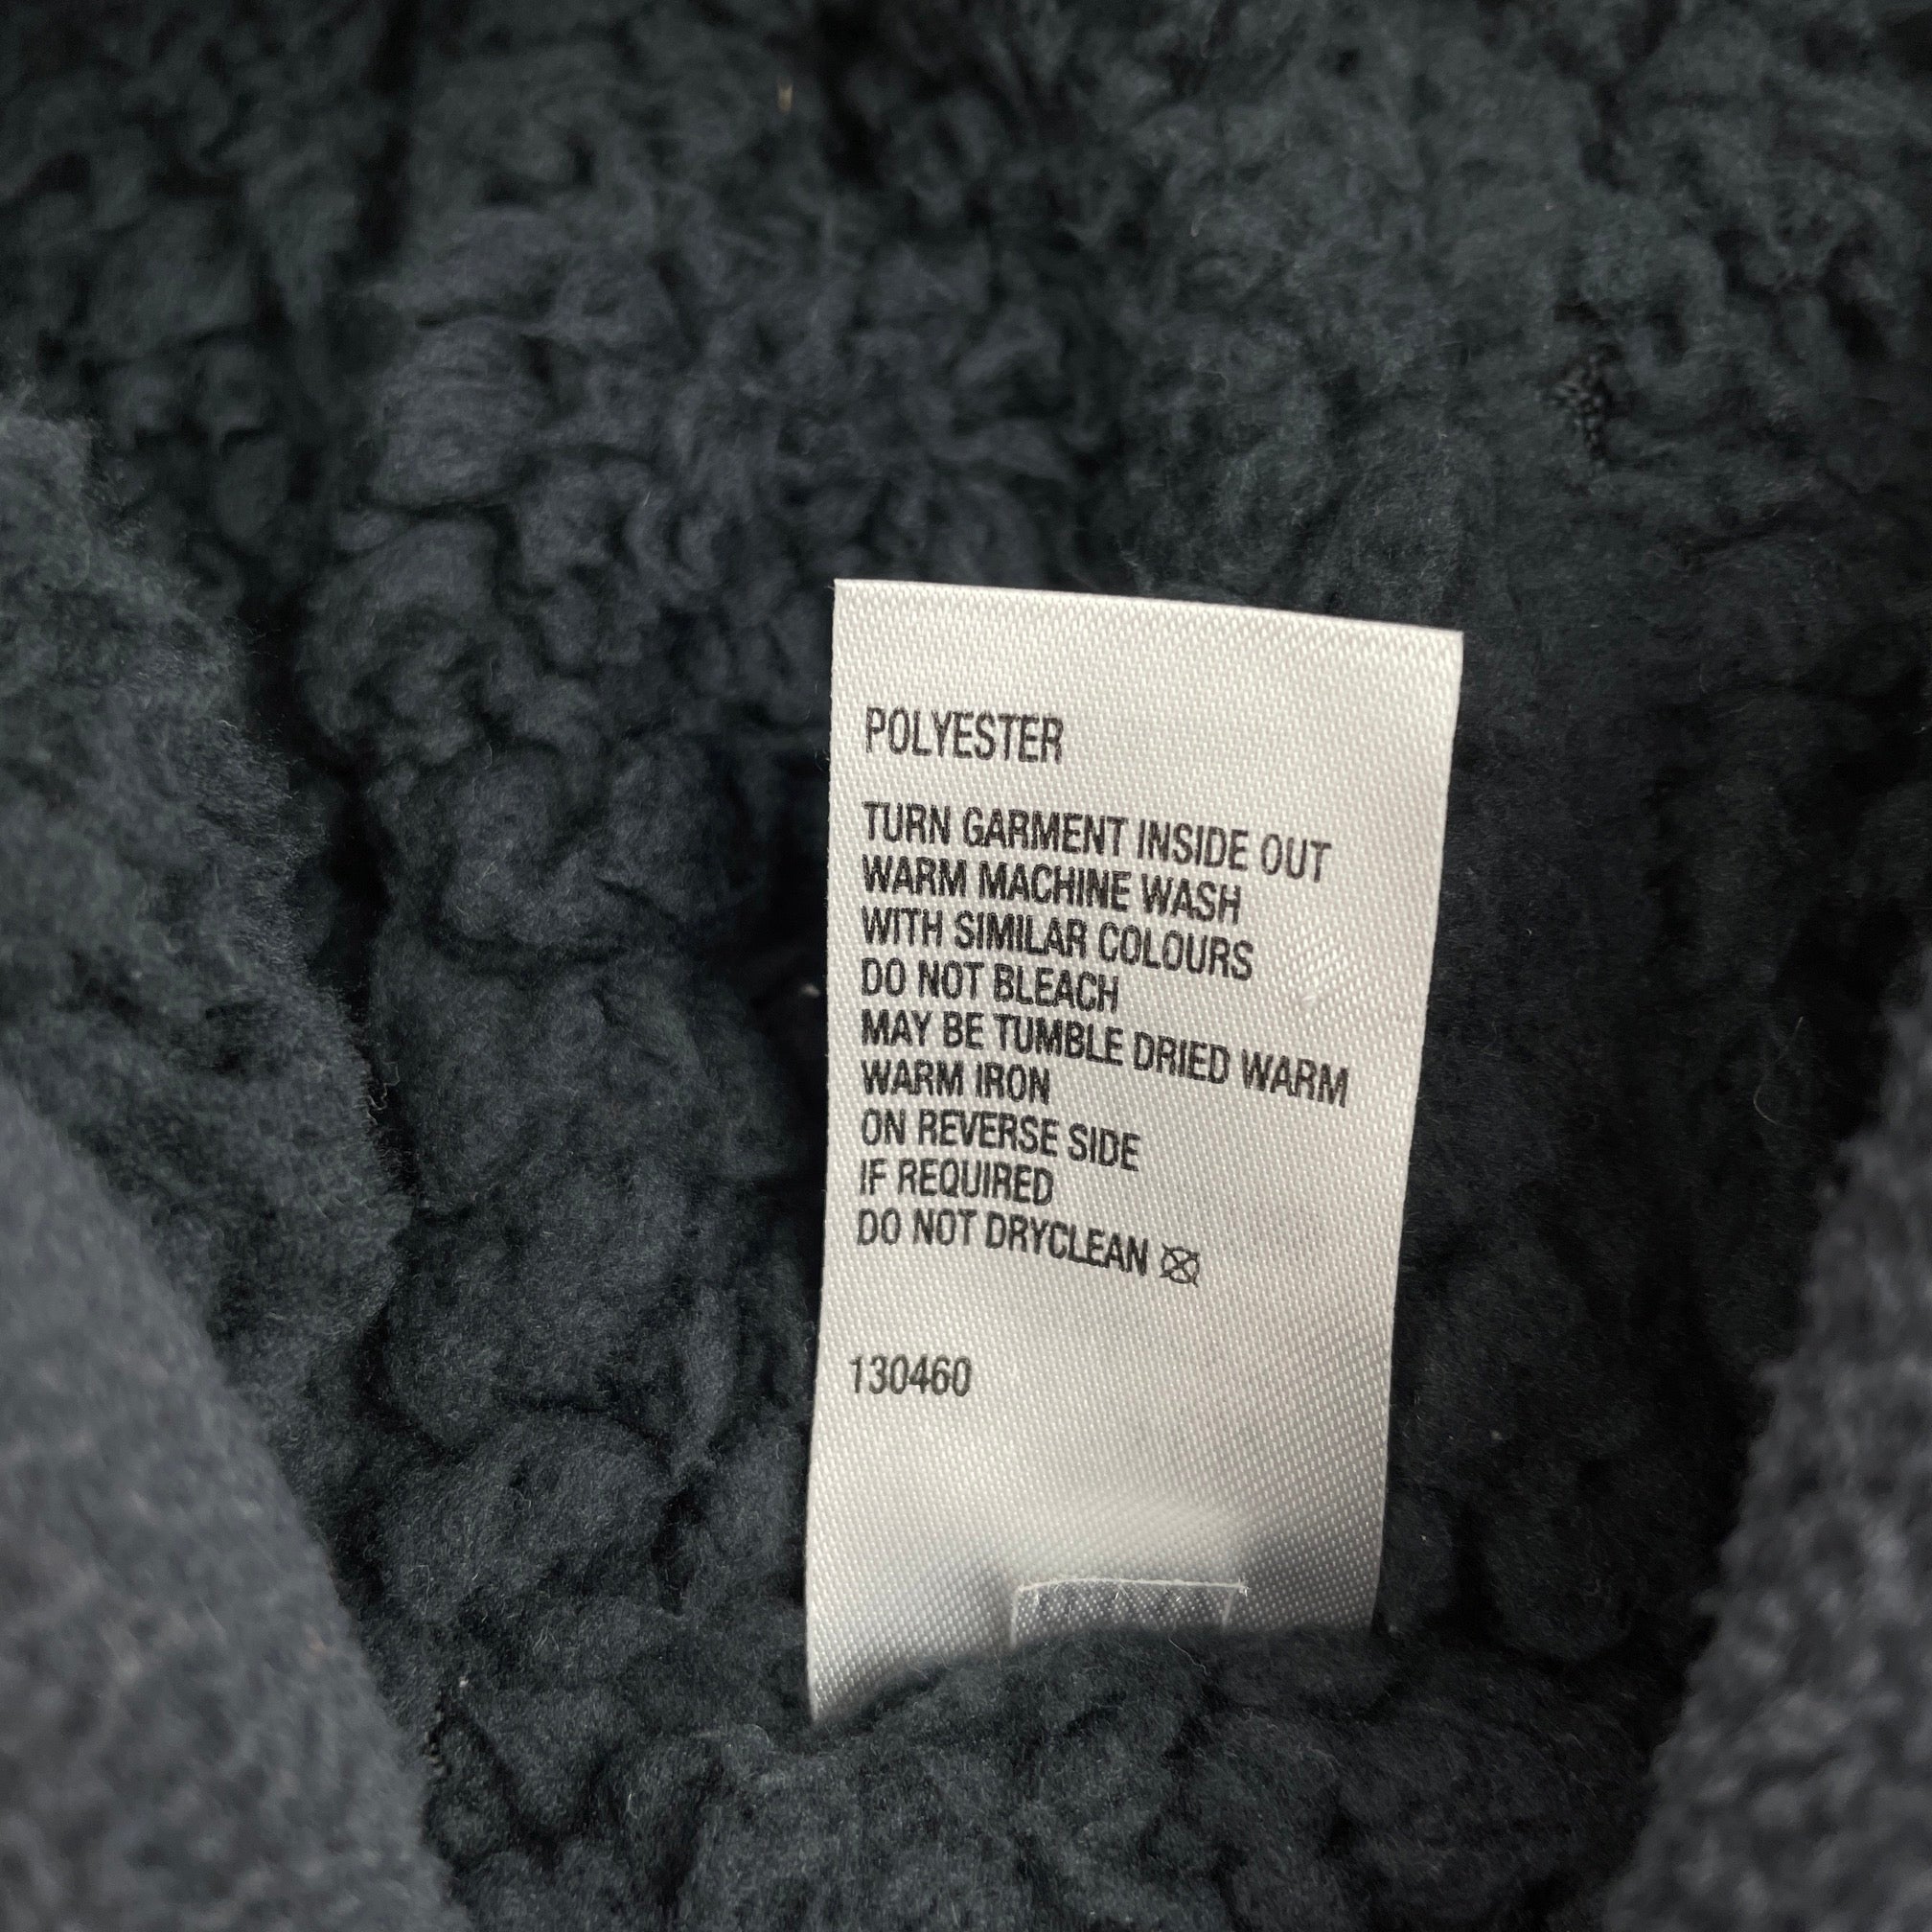 POLYESTER
TURN GARMENT INSIDE OUT
WARM MACHINE WASH
WITH SIMILAR COLOURS
DO NOT BLEACH
MAY BE TUMBLE DRIED WARM
WARM IRON
ON REVERSE SIDE
IF REQUIRED
DO NOT DRYCLEAN
130460